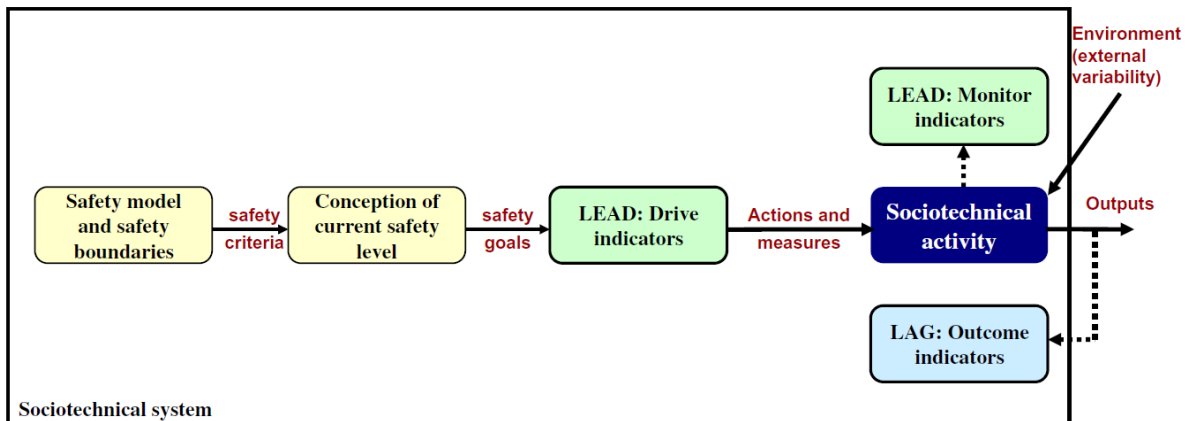 Environment
(external
variability)
LEAD: Monitor
indicators
Safety model
and safety
boundaries
safety
criteria
Conception of
current safety
level
safety
goals
LEAD: Drive
indicators
Actions and
measures
Sociotechnical
activity
Outputs
LAG: Outcome
indicators
Sociotechnical system